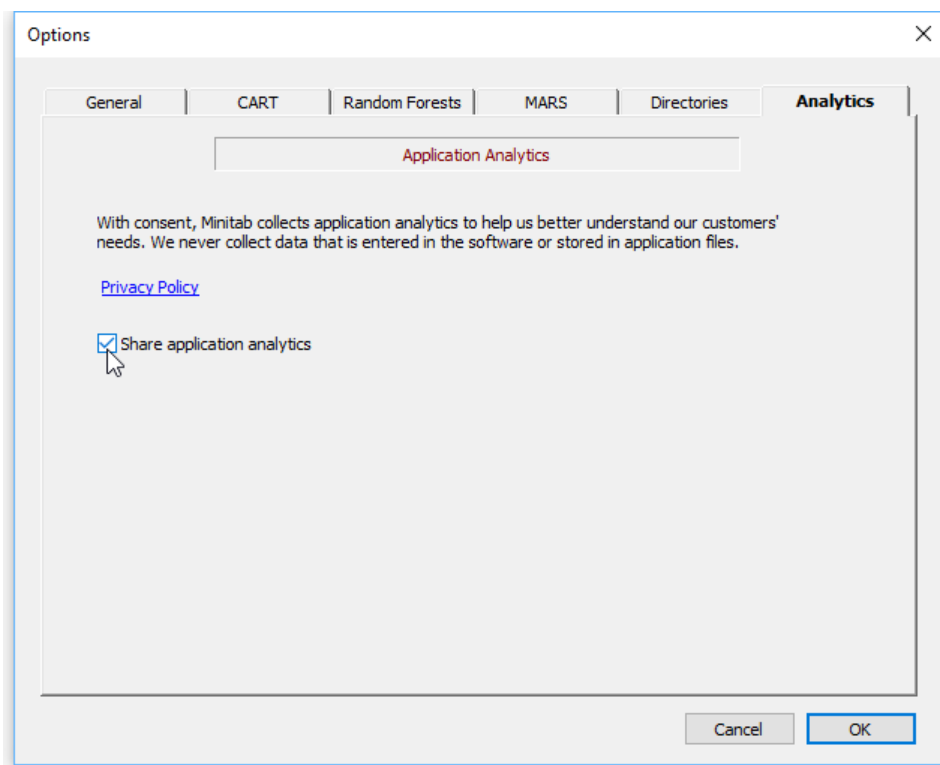 Options
General CART Random Forests MARS Directories Analytics
Application Analytics
With consent, Minitab collects application analytics to help us better understand our customers'
needs. We never collect data that is entered in the software or stored in application files.
Privacy Policy
Share application analytics
Cancel OK